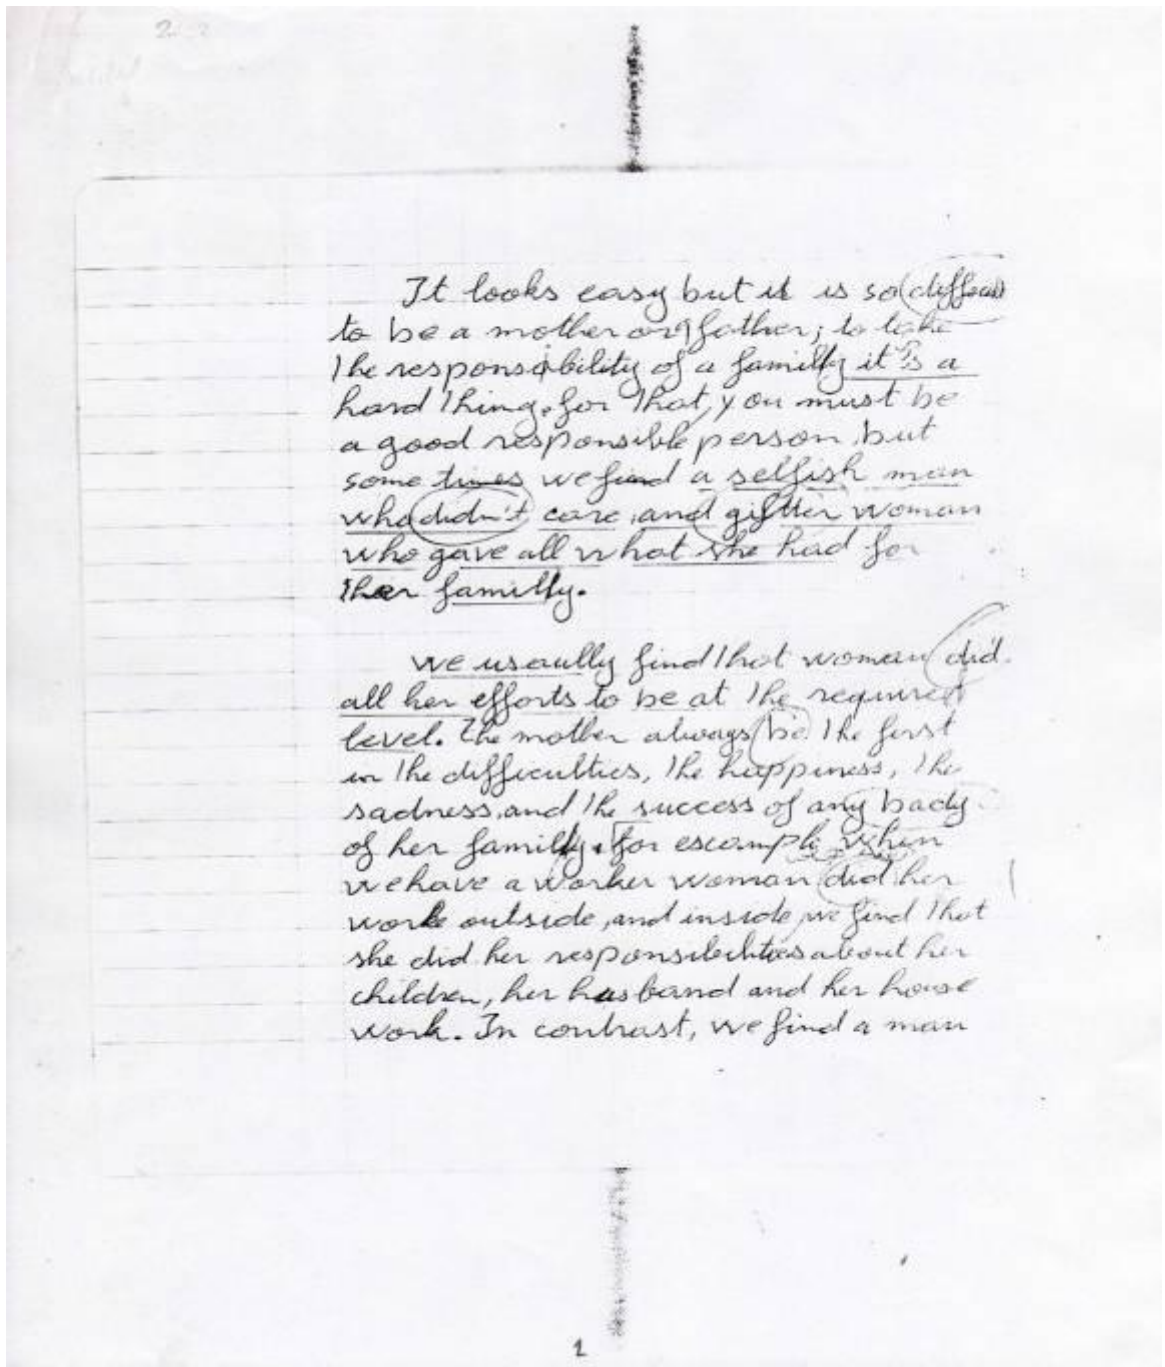 It looks easy but it is so
to be a mother or father; to take
the responsibility of a familly it is a
hard thing. for that, you must be
a good responsible person. but
some times we find a selfish man
who didn't care, and woman
who gave all what she had for
her familly.
we usaully find that woman did
all her efforts to be at the required
level. the mother always be the first
in the difficulties, the happiness, the
sadness, and the success of any bady
of her familly. for escample when
we have a worker woman did her
work outside, and inside, we find that
she did her responsibilities about her
children, her husband and her house
work. In contrast, we find a man
1